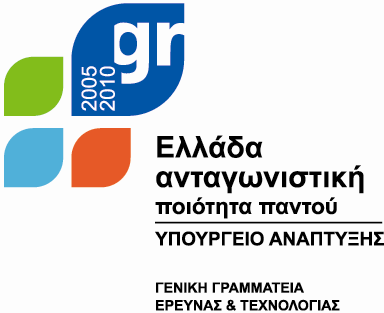 gr
2005
2010
Ελλάδα
ανταγωνιστική
ποιότητα παντού
ΥΠΟΥΡΓΕΙΟ ΑΝΑΠΤΥΞΗΣ
ΓΕΝΙΚΗ ΓΡΑΜΜΑΤΕΙΑ
ΕΡΕΥΝΑΣ & ΤΕΧΝΟΛΟΓΙΑΣ